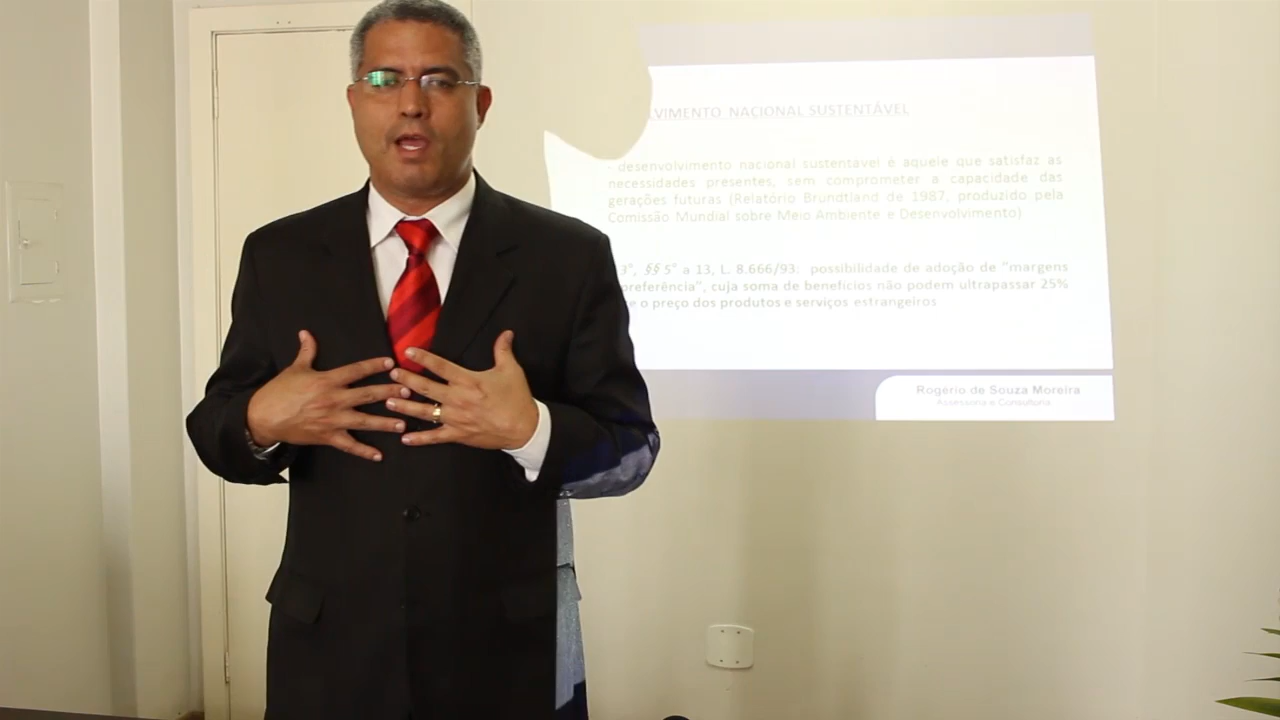 LVIMENTO NACIONAL SUSTENTÁVEL
- desenvolvimento nacional sustentável é aquele que satisfaz as
necessidades presentes, sem comprometer a capacidade das
gerações futuras (Relatório Brundtland de 1987, produzido pela
Comissão Mundial sobre Meio Ambiente e Desenvolvimento)
3°, §§ 5° a 13, L. 8.666/93: possibilidade de adoção de "margens
preferência", cuja soma de benefícios não podem ultrapassar 25%
e o preço dos produtos e serviços estrangeiros
Rogério de Souza Moreira
Assessoria e Consultoria